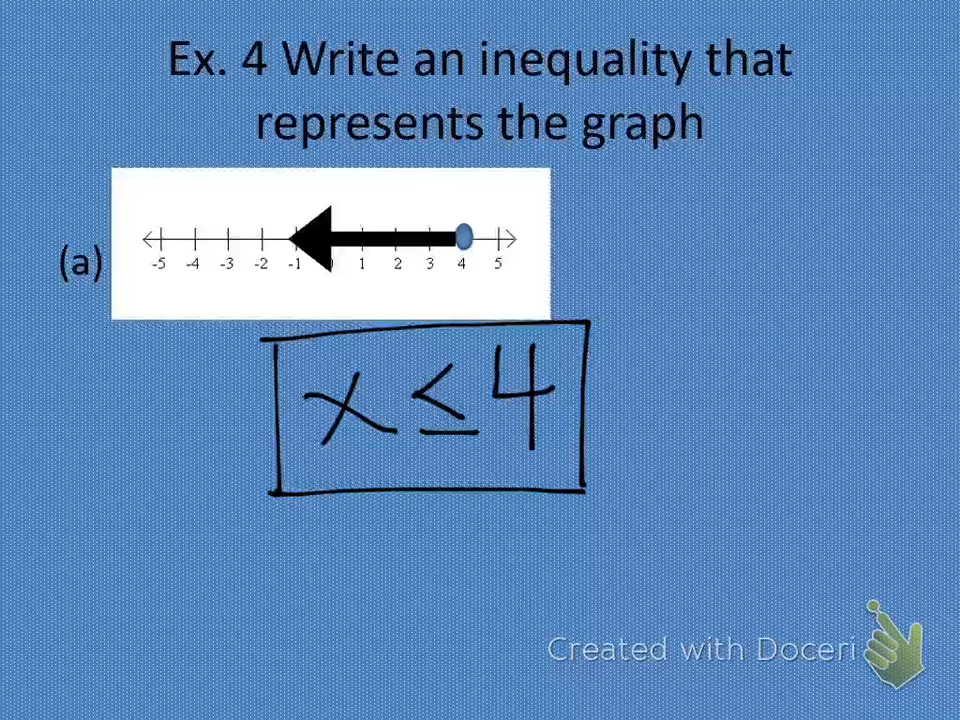 Ex. 4 Write an inequality that
represents the graph
(a)
-5 -4 -3 -2 -1 1 2 3 4 5
x ≤ 4
Created with Doceri